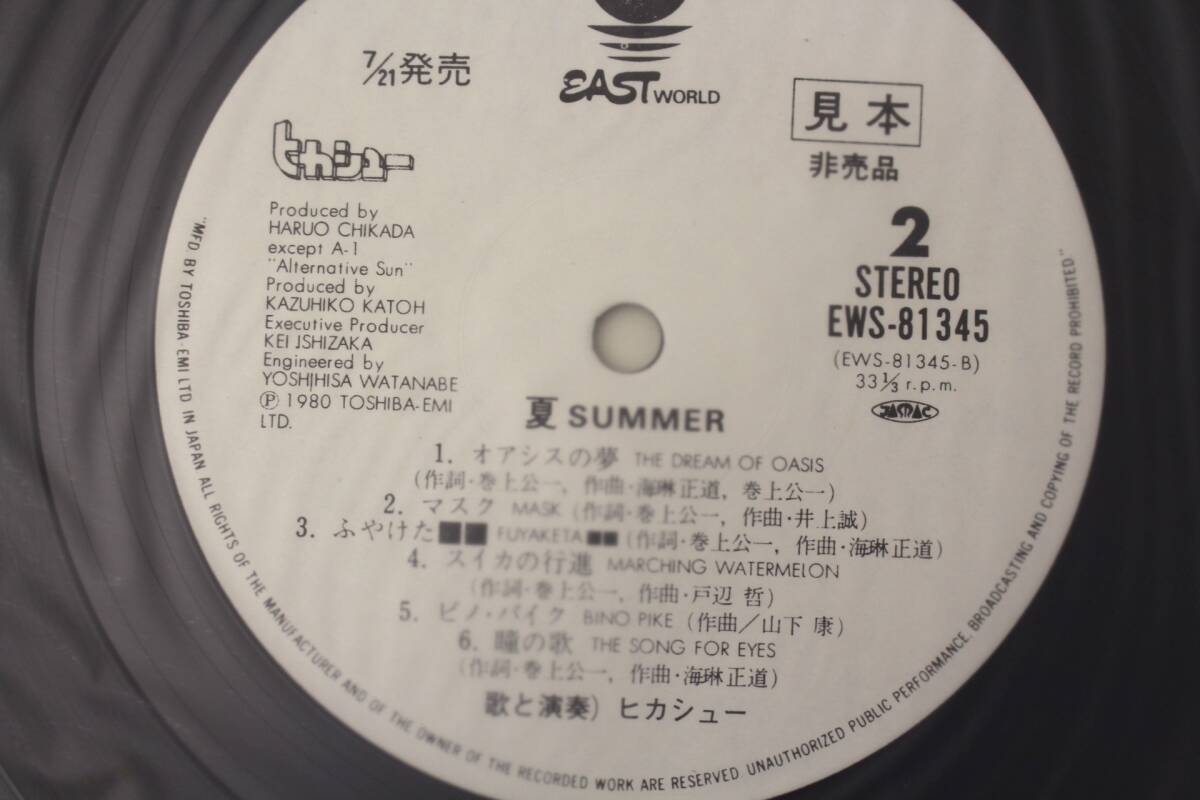 7/21発売
EAST WORLD
見本
非売品
ヒカシュー
Produced by
HARUO CHIKADA
except A-1
"Alternative Sun"
Produced by
KAZUHIKO KATOH
Executive Producer
KEI JSHIZAKA
Engineered by
YOSHIHISA WATANABE
Ⓟ 1980 TOSHIBA-EMI
LTD.
2
STEREO
EWS-81345
(EWS-81345-B)
33 1/3 r.p.m.
JASRAC
夏 SUMMER
1. オアシスの夢 THE DREAM OF OASIS
(作詞・巻上公一, 作曲・海琳正道, 巻上公一)
2. マスク MASK (作詞・巻上公一, 作曲・井上誠)
3. ふやけた■■ FUYAKETA ■■ (作詞・巻上公一, 作曲・海琳正道)
4. スイカの行進 MARCHING WATERMELON
(作詞・巻上公一, 作曲・戸辺 哲)
5. ピノ・パイク BINO PIKE (作曲/山下 康)
6. 瞳の歌 THE SONG FOR EYES
(作詞・巻上公一, 作曲・海琳正道)
歌と演奏) ヒカシュー
"MFD BY TOSHIBA-EMI LTD IN JAPAN ALL RIGHTS OF THE MANUFACTURER AND OF THE OWNER OF THE RECORDED WORK ARE RESERVED. UNAUTHORIZED PUBLIC PERFORMANCE, BROADCASTING AND COPYING OF THE RECORD PROHIBITED"